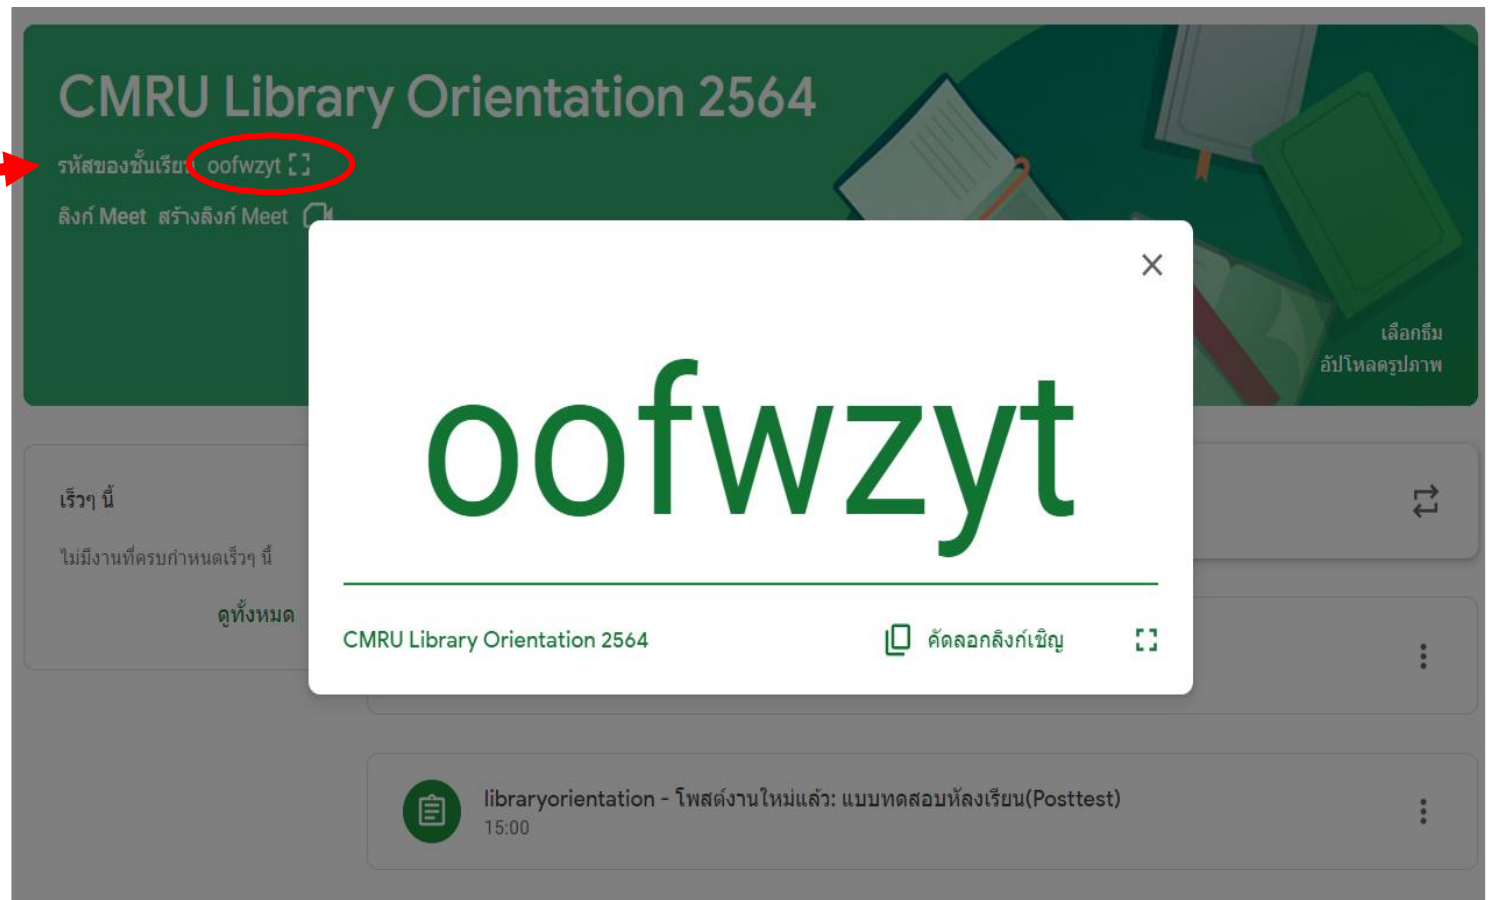 CMRU Library Orientation 2564
รหัสของชั้นเรียน oofwzyt
ลิงก์ Meet สร้างลิงก์ Meet
เลือกธีม
อัปโหลดรูปภาพ
oofwzyt
CMRU Library Orientation 2564
คัดลอกลิงก์เชิญ
เร็วๆ นี้
ไม่มีงานที่ครบกำหนดเร็วๆ นี้
ดูทั้งหมด
libraryorientation - โพสต์งานใหม่แล้ว: แบบทดสอบหัลงเรียน(Posttest)
15:00